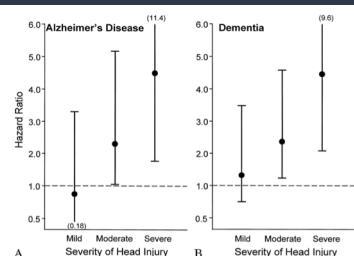 (11.4)
Alzheimer's Disease
6.0
5.0
4.0
3.0
2.0
1.0
0.5
Hazard Ratio
(0.18)
Mild Moderate Severe
Severity of Head Injury
A
(9.6)
Dementia
6.0
5.0
4.0
3.0
2.0
1.0
0.5
Mild Moderate Severe
Severity of Head Injury
B